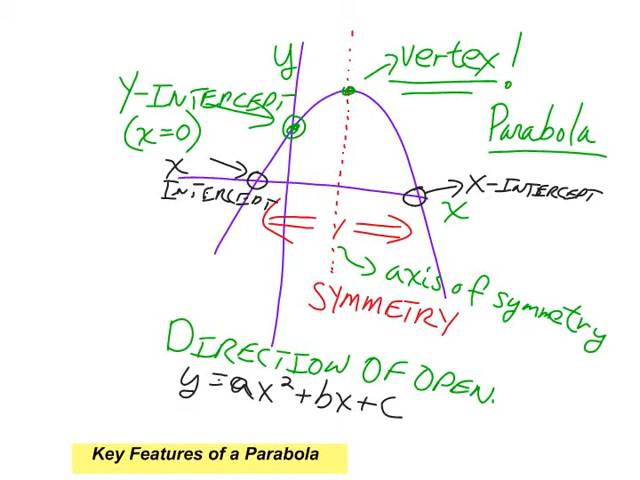 y
vertex!
Y-INTERCEPT
(x=0)
Parabola
x
INTERCEPT
X-INTERCEPT
x
axis of symmetry
SYMMETRY
DIRECTION OF OPEN.
y=ax²+bx+c
Key Features of a Parabola